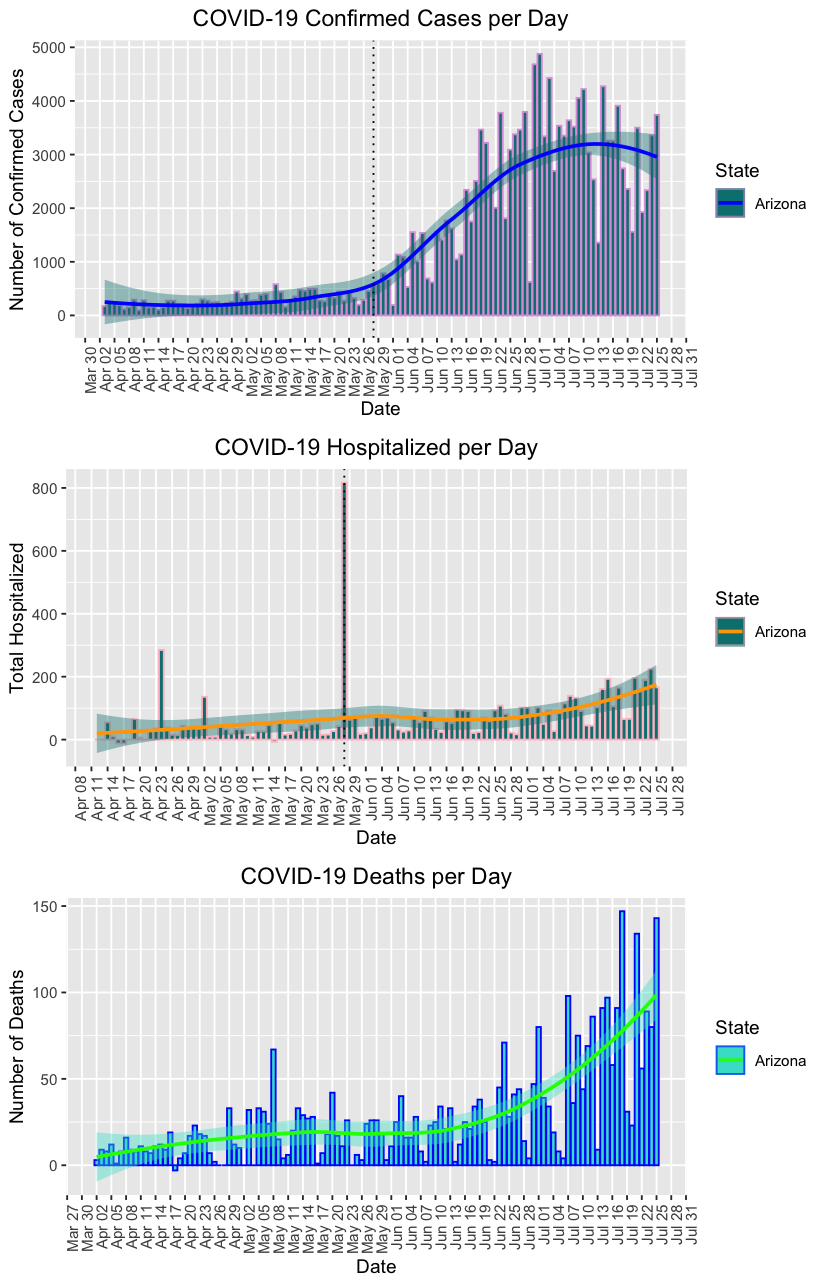 COVID-19 Confirmed Cases per Day
Number of Confirmed Cases
5000
4000
3000
2000
1000
0
Mar 30
Apr 02
Apr 05
Apr 08
Apr 11
Apr 14
Apr 17
Apr 20
Apr 23
Apr 26
Apr 29
May 02
May 05
May 08
May 11
May 14
May 17
May 20
May 23
May 26
May 29
Jun 01
Jun 04
Jun 07
Jun 10
Jun 13
Jun 16
Jun 19
Jun 22
Jun 25
Jun 28
Jul 01
Jul 04
Jul 07
Jul 10
Jul 13
Jul 16
Jul 19
Jul 22
Jul 25
Jul 28
Jul 31
Date
State
Arizona
COVID-19 Hospitalized per Day
Total Hospitalized
800
600
400
200
0
Apr 08
Apr 11
Apr 14
Apr 17
Apr 20
Apr 23
Apr 26
Apr 29
May 02
May 05
May 08
May 11
May 14
May 17
May 20
May 23
May 26
May 29
Jun 01
Jun 04
Jun 07
Jun 10
Jun 13
Jun 16
Jun 19
Jun 22
Jun 25
Jun 28
Jul 01
Jul 04
Jul 07
Jul 10
Jul 13
Jul 16
Jul 19
Jul 22
Jul 25
Jul 28
Date
State
Arizona
COVID-19 Deaths per Day
Number of Deaths
150
100
50
0
Mar 27
Mar 30
Apr 02
Apr 05
Apr 08
Apr 11
Apr 14
Apr 17
Apr 20
Apr 23
Apr 26
Apr 29
May 02
May 05
May 08
May 11
May 14
May 17
May 20
May 23
May 26
May 29
Jun 01
Jun 04
Jun 07
Jun 10
Jun 13
Jun 16
Jun 19
Jun 22
Jun 25
Jun 28
Jul 01
Jul 04
Jul 07
Jul 10
Jul 13
Jul 16
Jul 19
Jul 22
Jul 25
Jul 28
Jul 31
Date
State
Arizona